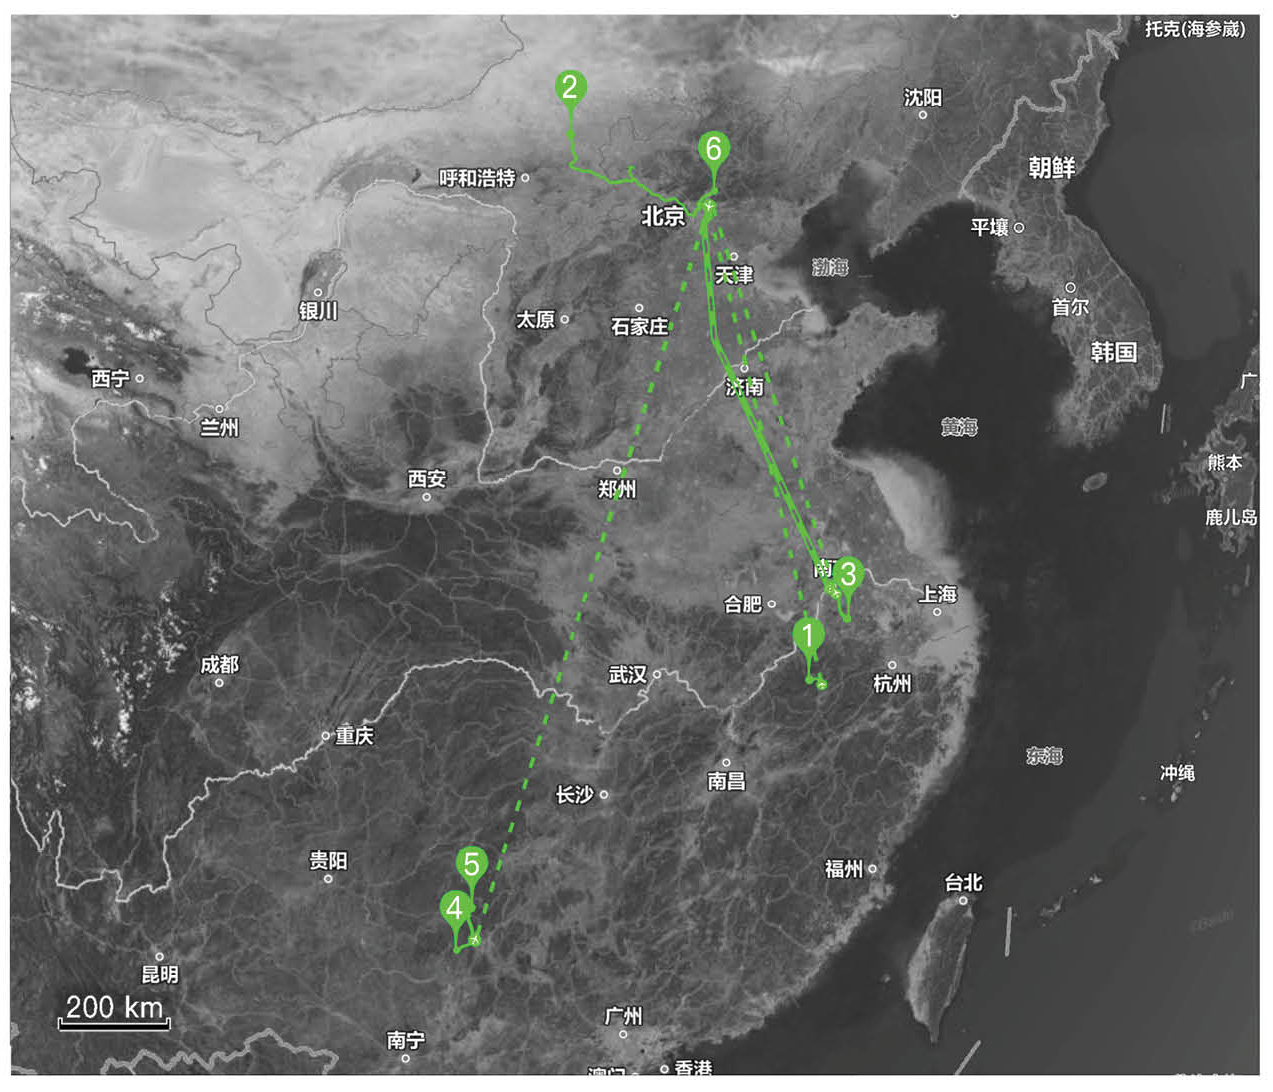 托克(海参崴)
2
沈阳
6
朝鲜
呼和浩特
北京
平壤
天津
渤海
银川
首尔
太原
石家庄
韩国
西宁
济南
广
兰州
黄海
西安
熊本
郑州
鹿儿岛
南
3
合肥
上海
1
成都
武汉
杭州
重庆
东海
冲绳
南昌
长沙
5
贵阳
福州
台北
4
昆明
200 km
广州
南宁
香港
澳门